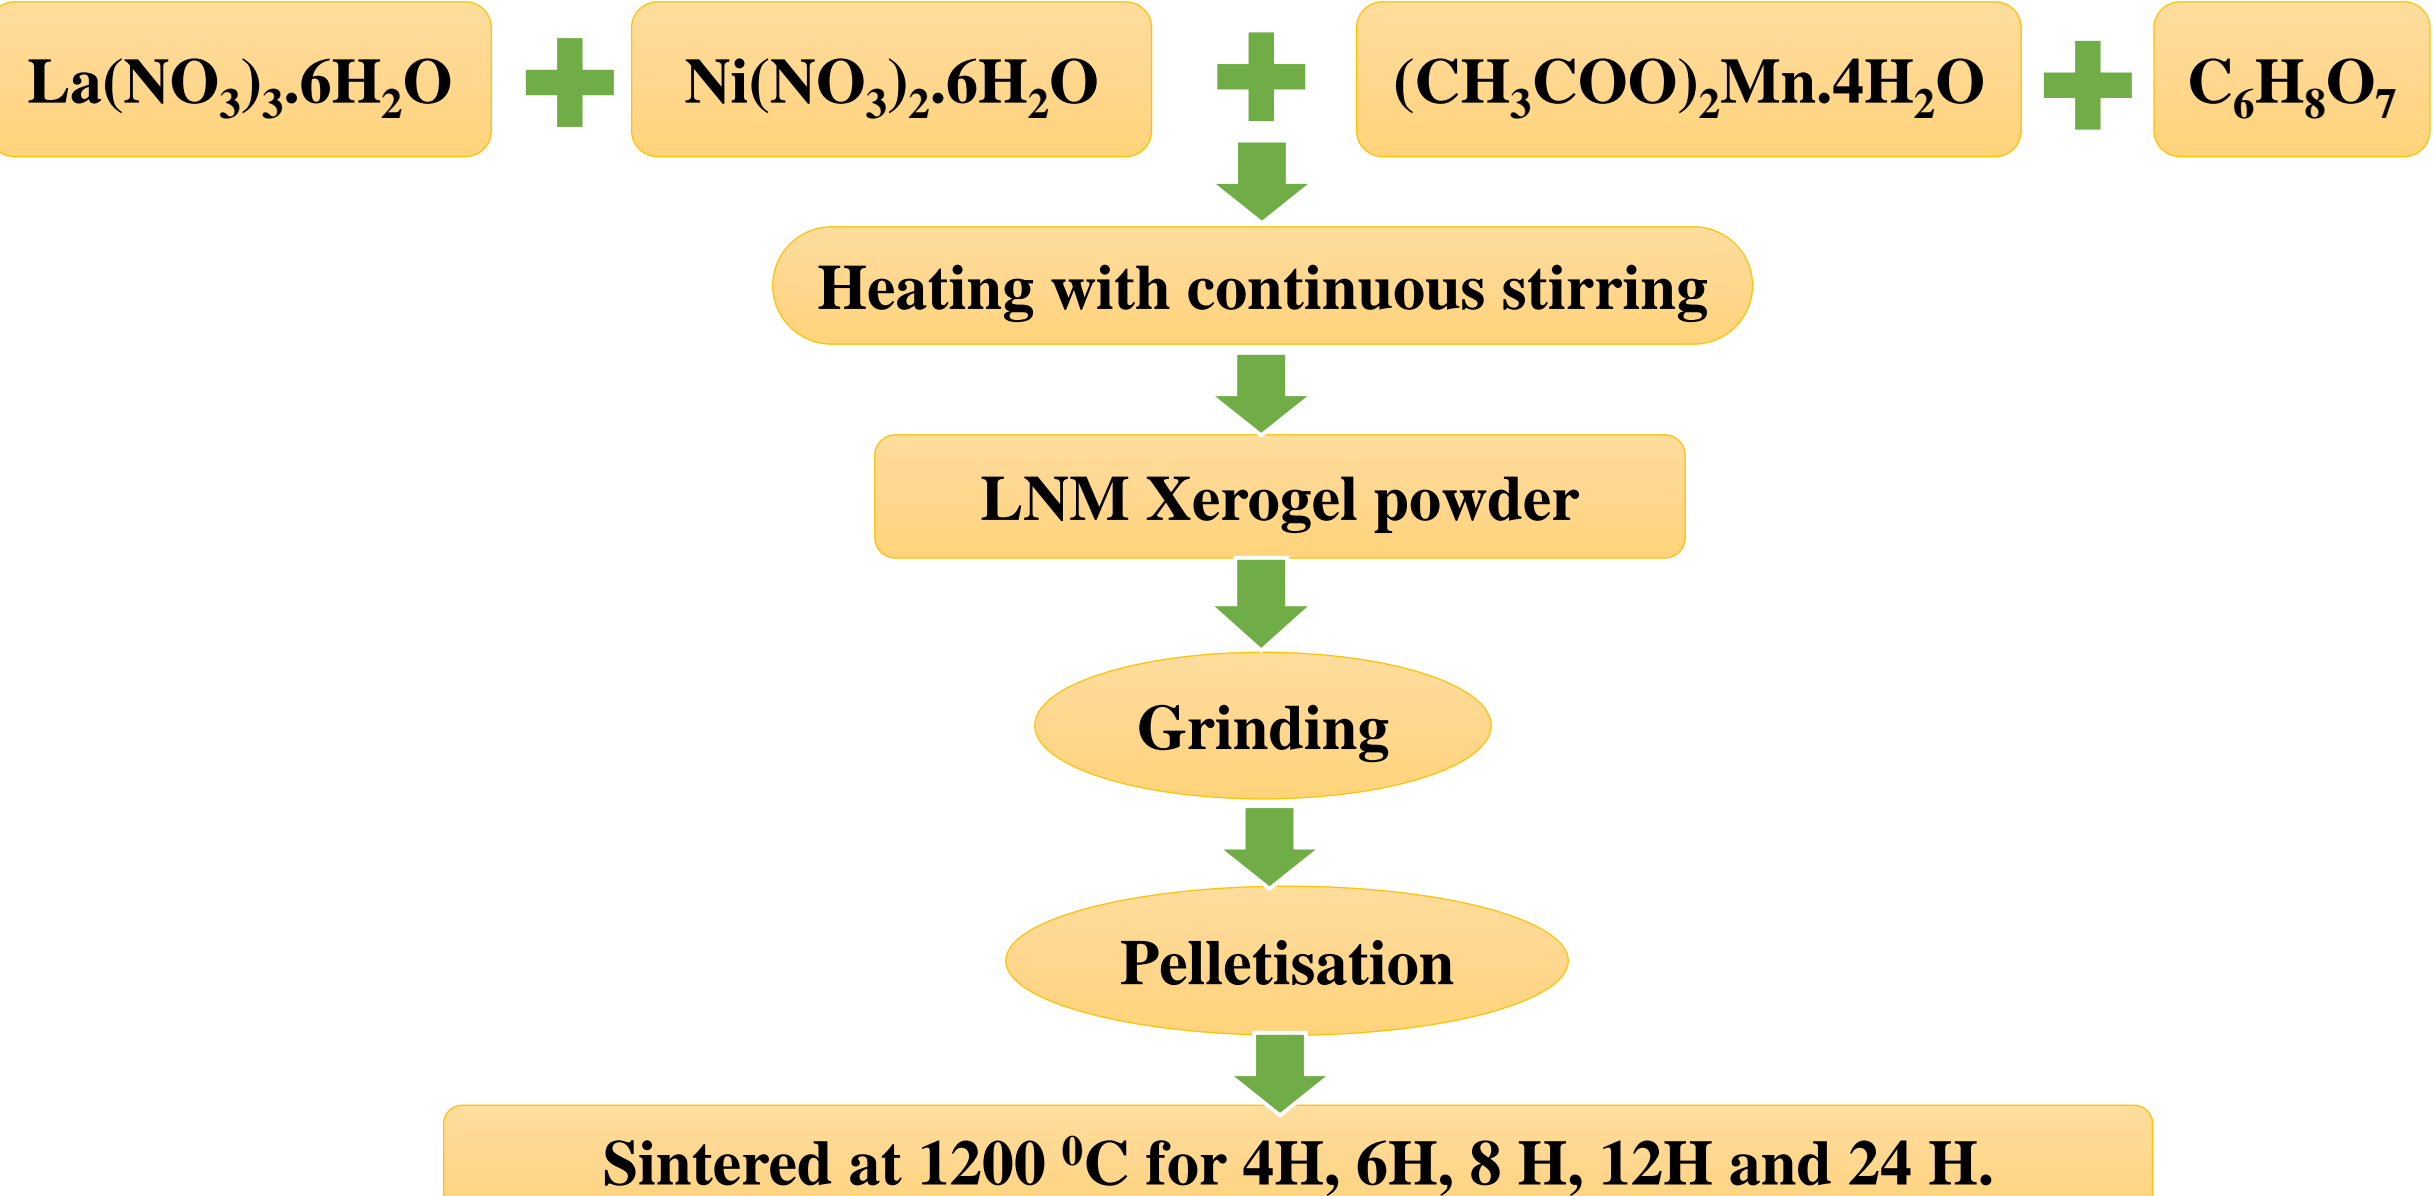 La(NO₃)₃.6H₂O + Ni(NO₃)₂.6H₂O + (CH₃COO)₂Mn.4H₂O + C₆H₈O₇
Heating with continuous stirring
LNM Xerogel powder
Grinding
Pelletisation
Sintered at 1200 ⁰C for 4H, 6H, 8 H, 12H and 24 H.